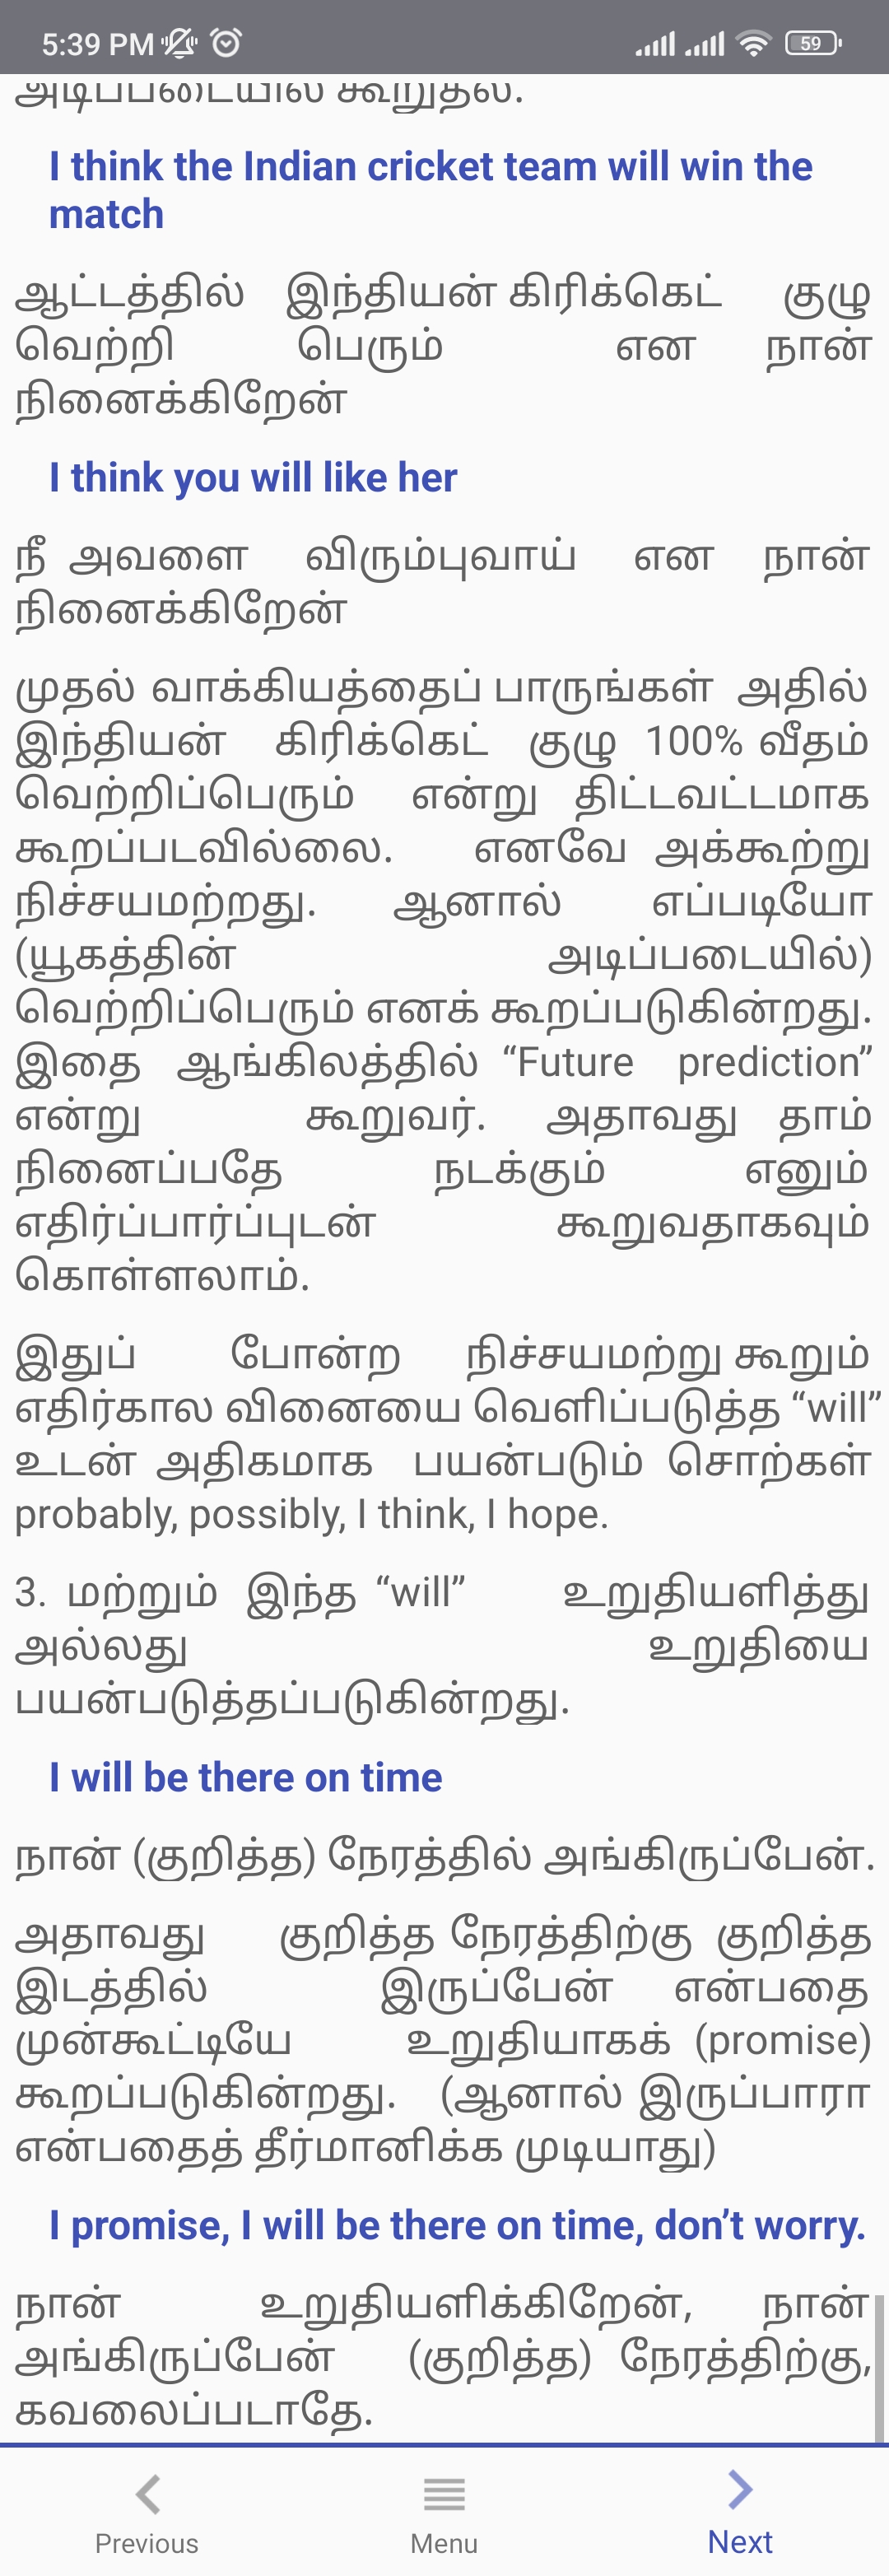 5:39 PM
59
அடிப்படையில் கூறுதல்.
I think the Indian cricket team will win the
match
ஆட்டத்தில் இந்தியன் கிரிக்கெட் குழு
வெற்றி பெரும் என நான்
நினைக்கிறேன்
I think you will like her
நீ அவளை விரும்புவாய் என நான்
நினைக்கிறேன்
முதல் வாக்கியத்தைப் பாருங்கள் அதில்
இந்தியன் கிரிக்கெட் குழு 100% வீதம்
வெற்றிப்பெரும் என்று திட்டவட்டமாக
கூறப்படவில்லை. எனவே அக்கூற்று
நிச்சயமற்றது. ஆனால் எப்படியோ
(யூகத்தின் அடிப்படையில்)
வெற்றிப்பெரும் எனக் கூறப்படுகின்றது.
இதை ஆங்கிலத்தில் “Future prediction”
என்று கூறுவர். அதாவது தாம்
நினைப்பதே நடக்கும் எனும்
எதிர்ப்பார்ப்புடன் கூறுவதாகவும்
கொள்ளலாம்.
இதுப் போன்ற நிச்சயமற்று கூறும்
எதிர்கால வினையை வெளிப்படுத்த “will”
உடன் அதிகமாக பயன்படும் சொற்கள்
probably, possibly, I think, I hope.
3. மற்றும் இந்த “will” உறுதியளித்து
அல்லது உறுதியை
பயன்படுத்தப்படுகின்றது.
I will be there on time
நான் (குறித்த) நேரத்தில் அங்கிருப்பேன்.
அதாவது குறித்த நேரத்திற்கு குறித்த
இடத்தில் இருப்பேன் என்பதை
முன்கூட்டியே உறுதியாகக் (promise)
கூறப்படுகின்றது. (ஆனால் இருப்பாரா
என்பதைத் தீர்மானிக்க முடியாது)
I promise, I will be there on time, don’t worry.
நான் உறுதியளிக்கிறேன், நான்
அங்கிருப்பேன் (குறித்த) நேரத்திற்கு,
கவலைப்படாதே.
Previous
Menu
Next